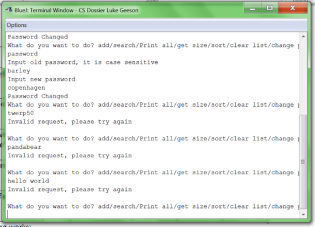 BlueJ: Terminal Window - CS Dossier Luke Geeson
Options
Password Changed
What do you want to do? add/search/Print all/get size/sort/clear list/change p
password
Input old password, it is case sensitive
barley
Input new password
copenhagen
Password Changed
What do you want to do? add/search/Print all/get size/sort/clear list/change p
twerp50
Invalid request, please try again
What do you want to do? add/search/Print all/get size/sort/clear list/change p
pandabear
Invalid request, please try again
What do you want to do? add/search/Print all/get size/sort/clear list/change p
hello world
Invalid request, please try again
What do you want to do? add/search/Print all/get size/sort/clear list/change p